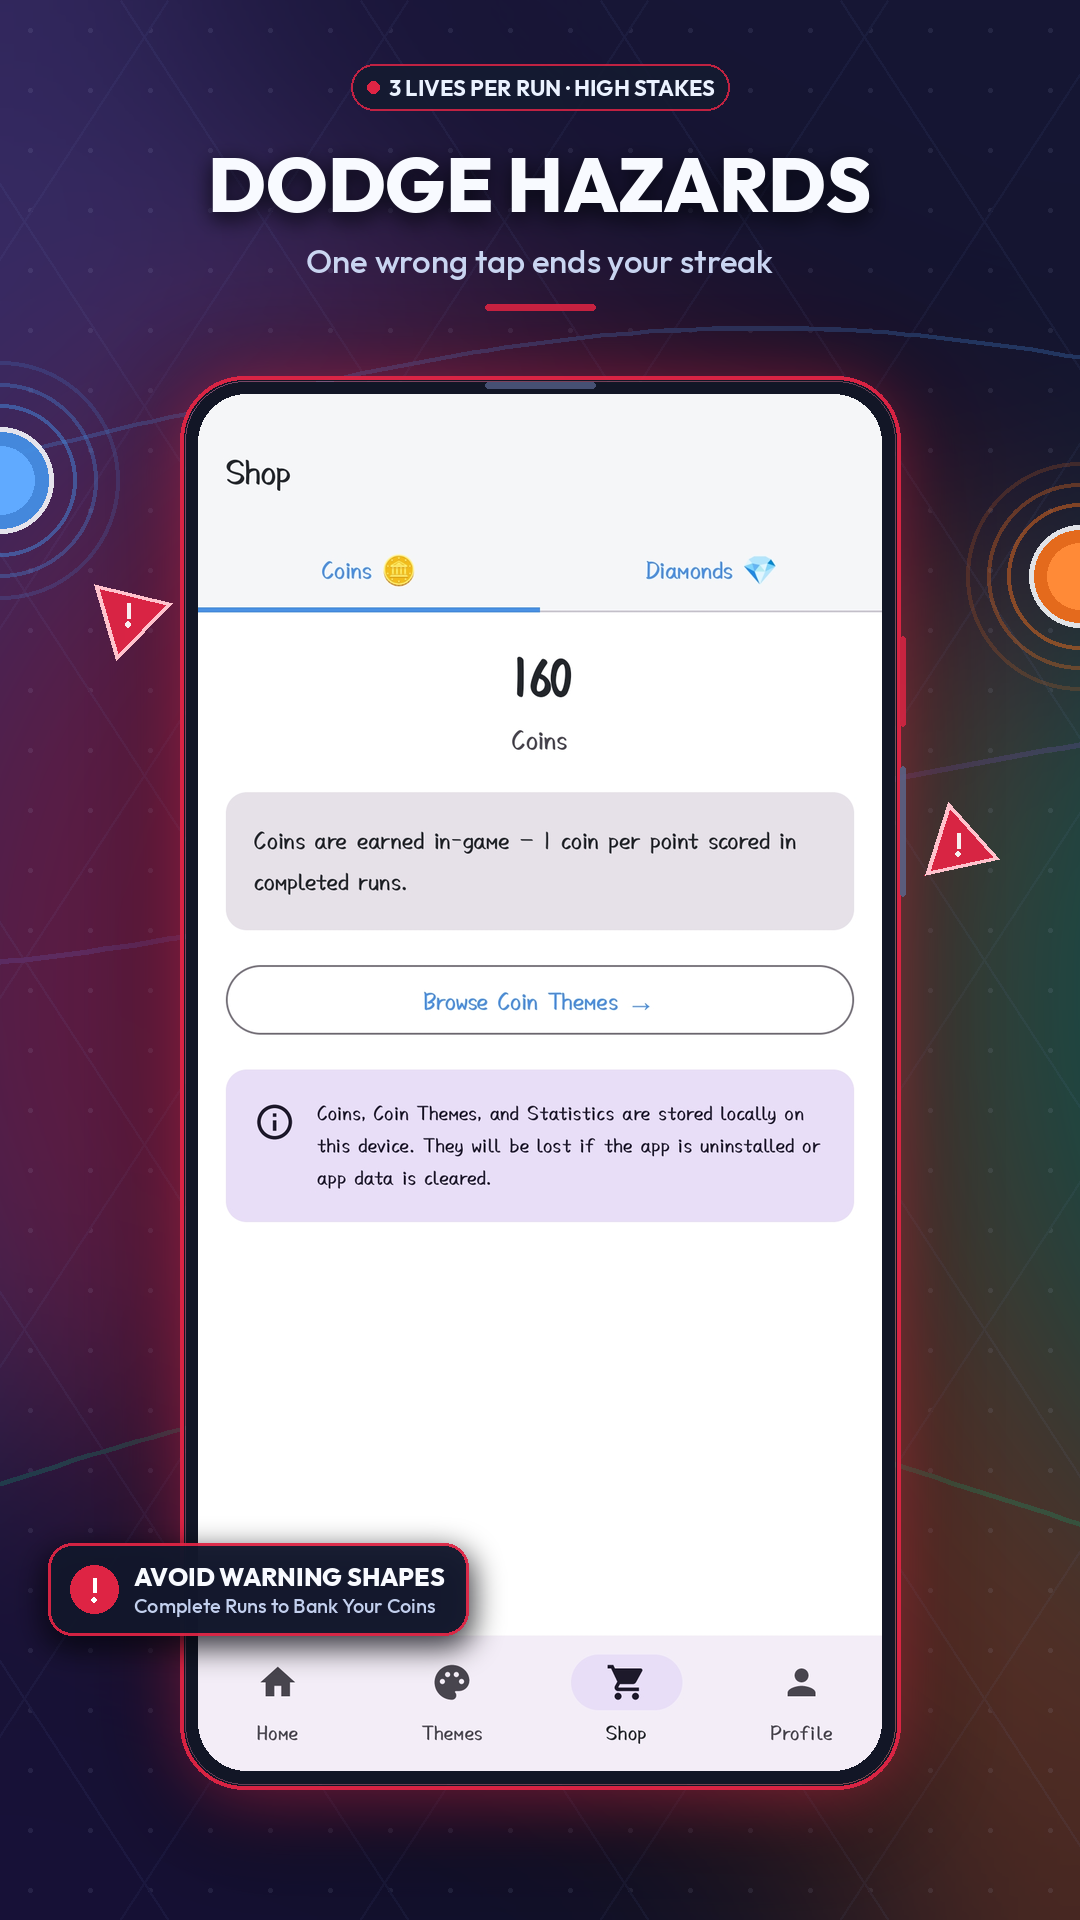 3 LIVES PER RUN · HIGH STAKES
DODGE HAZARDS
One wrong tap ends your streak
Shop
Coins
Diamonds
!
160
Coins
Coins are earned in-game – 1 coin per point scored in
completed runs.
!
Browse Coin Themes →
Coins, Coin Themes, and Statistics are stored locally on
this device. They will be lost if the app is uninstalled or
app data is cleared.
! AVOID WARNING SHAPES
Complete Runs to Bank Your Coins
Home
Themes
Shop
Profile